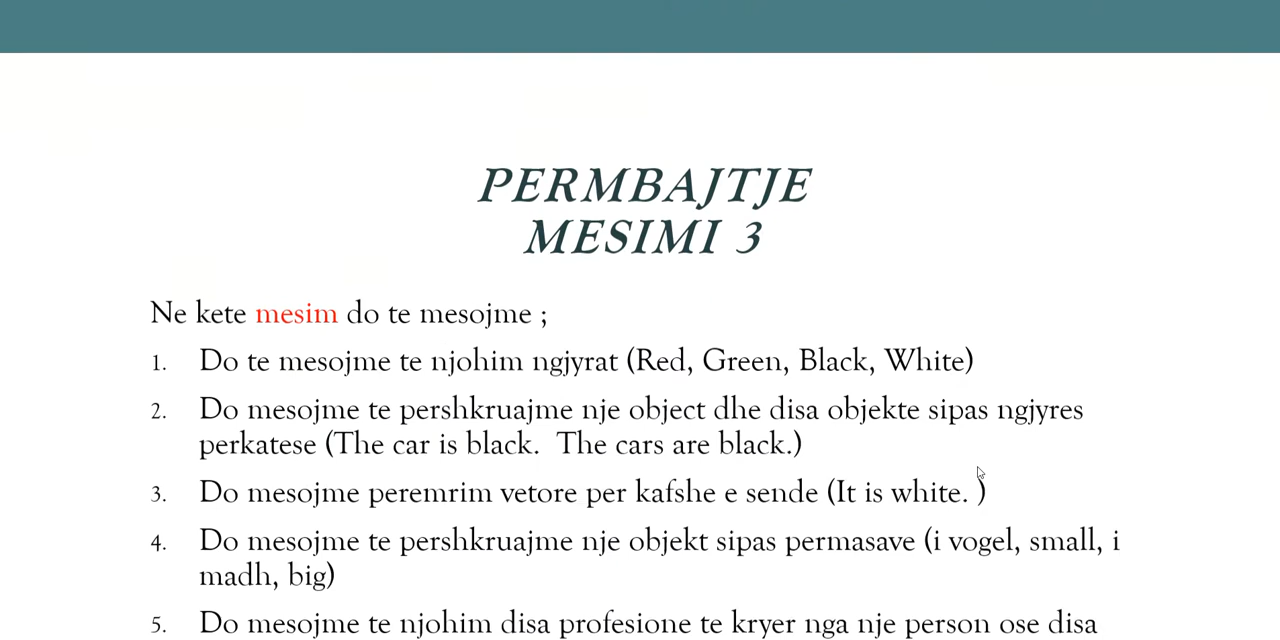 PERMBAJTJE
MESIMI 3
Ne kete mesim do te mesojme ;
1. Do te mesojme te njohim ngjyrat (Red, Green, Black, White)
2. Do mesojme te pershkruajme nje object dhe disa objekte sipas ngjyres
perkatese (The car is black.  The cars are black.)
3. Do mesojme peremrim vetore per kafshe e sende (It is white. )
4. Do mesojme te pershkruajme nje objekt sipas permasave (i vogel, small, i
madh, big)
5. Do mesojme te njohim disa profesione te kryer nga nje person ose disa